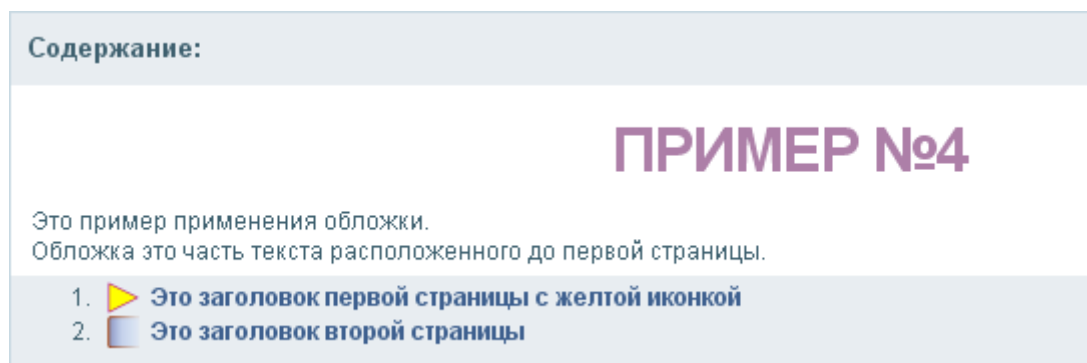 Содержание:
ПРИМЕР №4
Это пример применения обложки.
Обложка это часть текста расположенного до первой страницы.
1. Это заголовок первой страницы с желтой иконкой
2. Это заголовок второй страницы